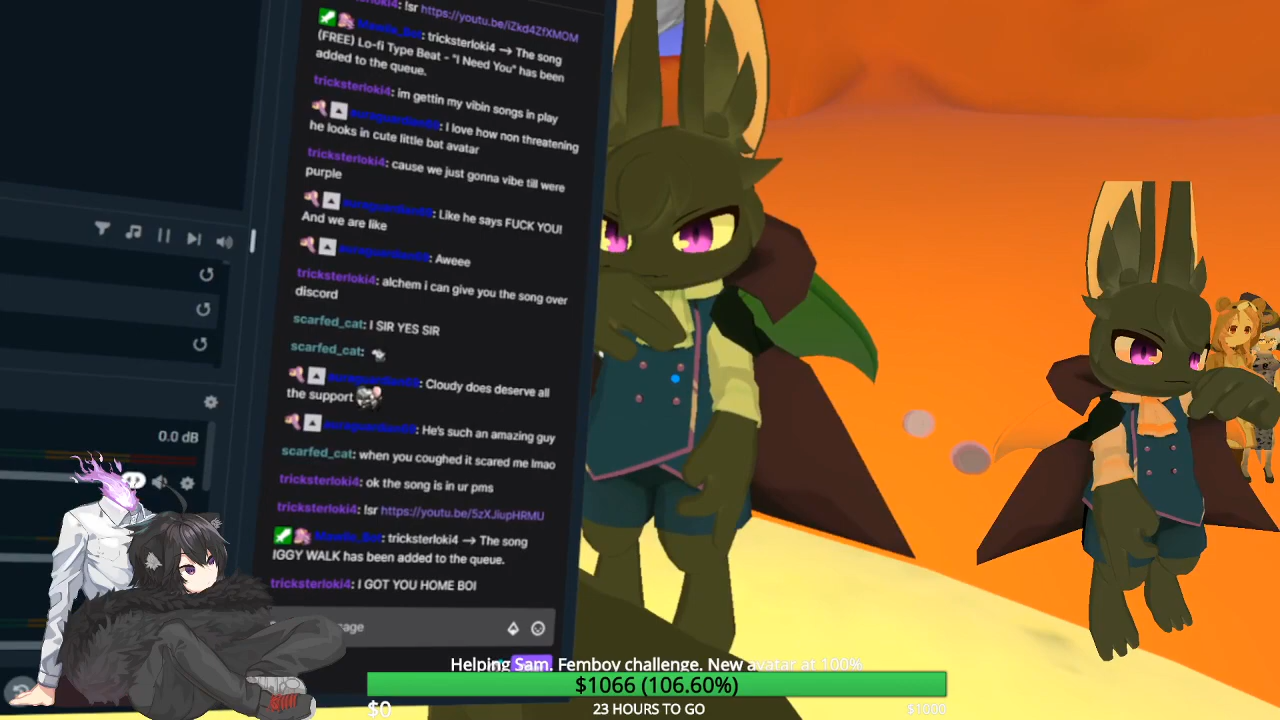 !sr https://youtu.be/iZkd4ZfXMOM
: tricksterloki4 -> The song
(FREE) Lo-fi Type Beat - "I Need You" has been
added to the queue.
tricksterloki4: im gettin my vibin songs in play
: I love how non threatening
he looks in cute little bat avatar
tricksterloki4: cause we just gonna vibe till were
purple
: Like he says FUCK YOU!
And we are like
: Aweee
tricksterloki4: alchem i can give you the song over
discord
scarfed_cat: I SIR YES SIR
scarfed_cat:
: Cloudy does deserve all
the support
: He's such an amazing guy
scarfed_cat: when you coughed it scared me lmao
tricksterloki4: ok the song is in ur pms
tricksterloki4: !sr https://youtu.be/5zXJiupHRMU
: tricksterloki4 -> The song
IGGY WALK has been added to the queue.
tricksterloki4: I GOT YOU HOME BOI
0.0 dB
Helping Sam. Femboy challenge. New avatar at 100%
$1066 (106.60%)
$0
23 HOURS TO GO
$1000